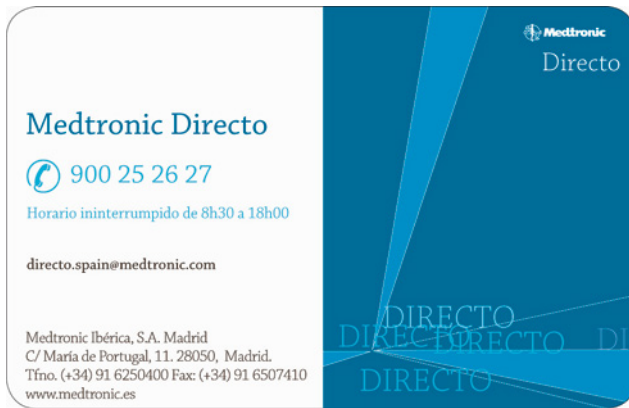 Medtronic
Directo
Medtronic Directo
900 25 26 27
Horario ininterrumpido de 8h30 a 18h00
directo.spain@medtronic.com
Medtronic Ibérica, S.A. Madrid
C/ María de Portugal, 11. 28050, Madrid.
Tfno. (+34) 91 6250400 Fax: (+34) 91 6507410
www.medtronic.es
DIRECTO
DIRECTO
DIRECTO
DI
DIRECTO